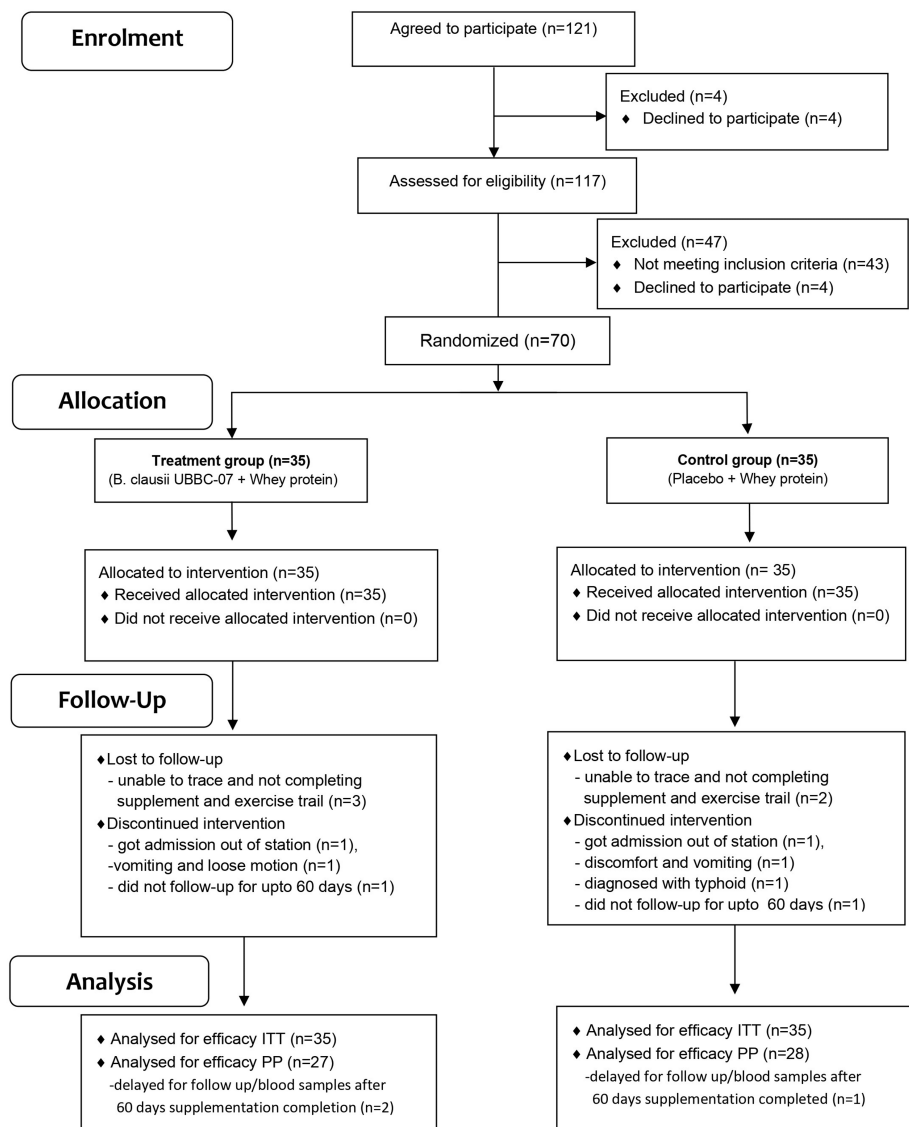 Enrolment
Agreed to participate (n=121)
Excluded (n=4)
♦ Declined to participate (n=4)
Assessed for eligibility (n=117)
Excluded (n=47)
♦ Not meeting inclusion criteria (n=43)
♦ Declined to participate (n=4)
Randomized (n=70)
Allocation
Treatment group (n=35)
(B. clausii UBBC-07 + Whey protein)
Control group (n=35)
(Placebo + Whey protein)
Allocated to intervention (n=35)
♦ Received allocated intervention (n=35)
♦ Did not receive allocated intervention (n=0)
Allocated to intervention (n= 35)
♦ Received allocated intervention (n=35)
♦ Did not receive allocated intervention (n=0)
Follow-Up
♦Lost to follow-up
- unable to trace and not completing
supplement and exercise trail (n=3)
♦Discontinued intervention
- got admission out of station (n=1),
-vomiting and loose motion (n=1)
- did not follow-up for upto 60 days (n=1)
♦Lost to follow-up
- unable to trace and not completing
supplement and exercise trail (n=2)
♦Discontinued intervention
- got admission out of station (n=1),
- discomfort and vomiting (n=1)
- diagnosed with typhoid (n=1)
- did not follow-up for upto 60 days (n=1)
Analysis
♦ Analysed for efficacy ITT (n=35)
♦ Analysed for efficacy PP (n=27)
-delayed for follow up/blood samples after
60 days supplementation completion (n=2)
♦ Analysed for efficacy ITT (n=35)
♦ Analysed for efficacy PP (n=28)
-delayed for follow up/blood samples after
60 days supplementation completed (n=1)